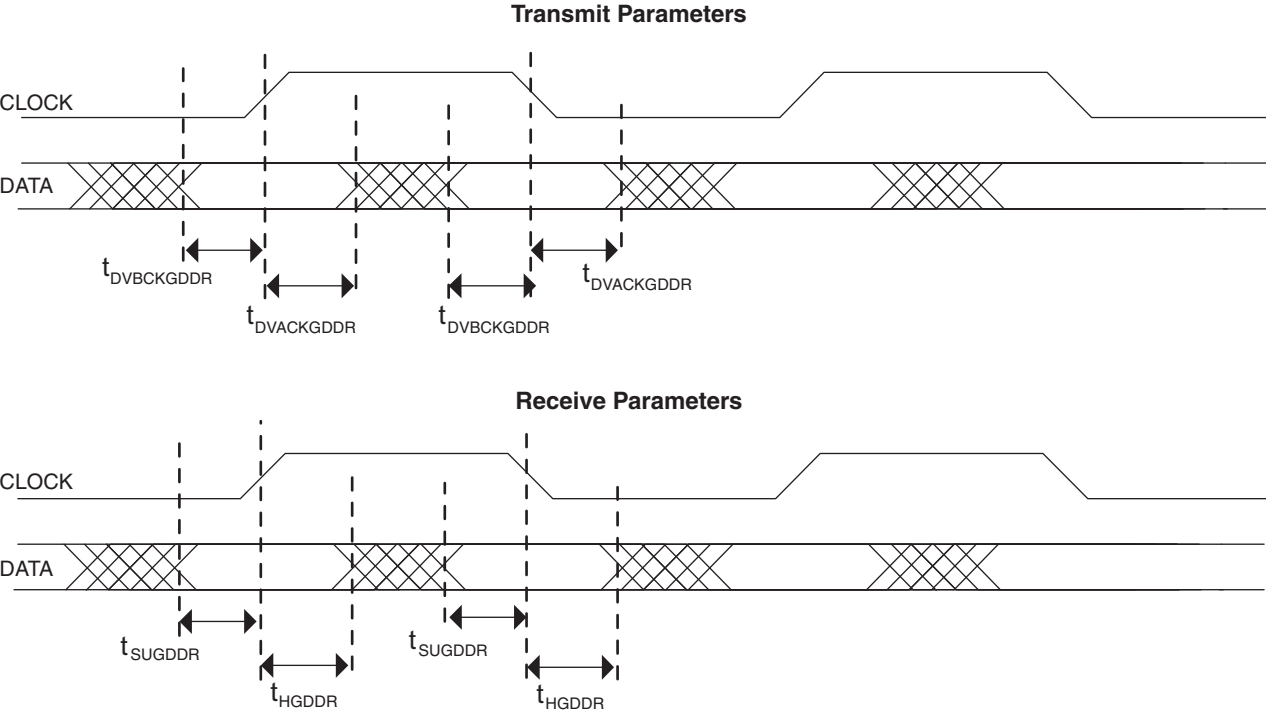 Transmit Parameters
CLOCK
DATA
tDVBCKGDDR
tDVACKGDDR
tDVACKGDDR
tDVBCKGDDR
Receive Parameters
CLOCK
DATA
tSUGDDR
tSUGDDR
tHGDDR
tHGDDR